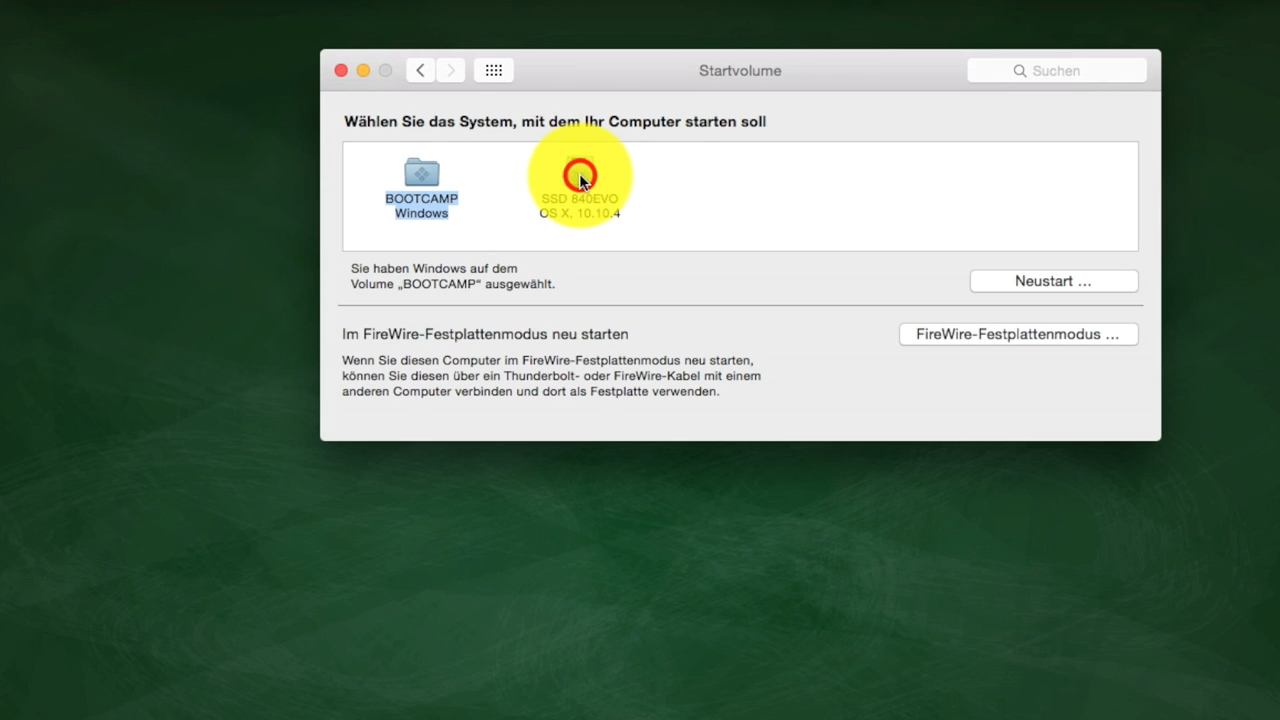 Startvolume
Suchen
Wählen Sie das System, mit dem Ihr Computer starten soll
BOOTCAMP
Windows
SSD 840EVO
OS X, 10.10.4
Sie haben Windows auf dem
Volume „BOOTCAMP“ ausgewählt.
Neustart ...
Im FireWire-Festplattenmodus neu starten
FireWire-Festplattenmodus ...
Wenn Sie diesen Computer im FireWire-Festplattenmodus neu starten,
können Sie diesen über ein Thunderbolt- oder FireWire-Kabel mit einem
anderen Computer verbinden und dort als Festplatte verwenden.